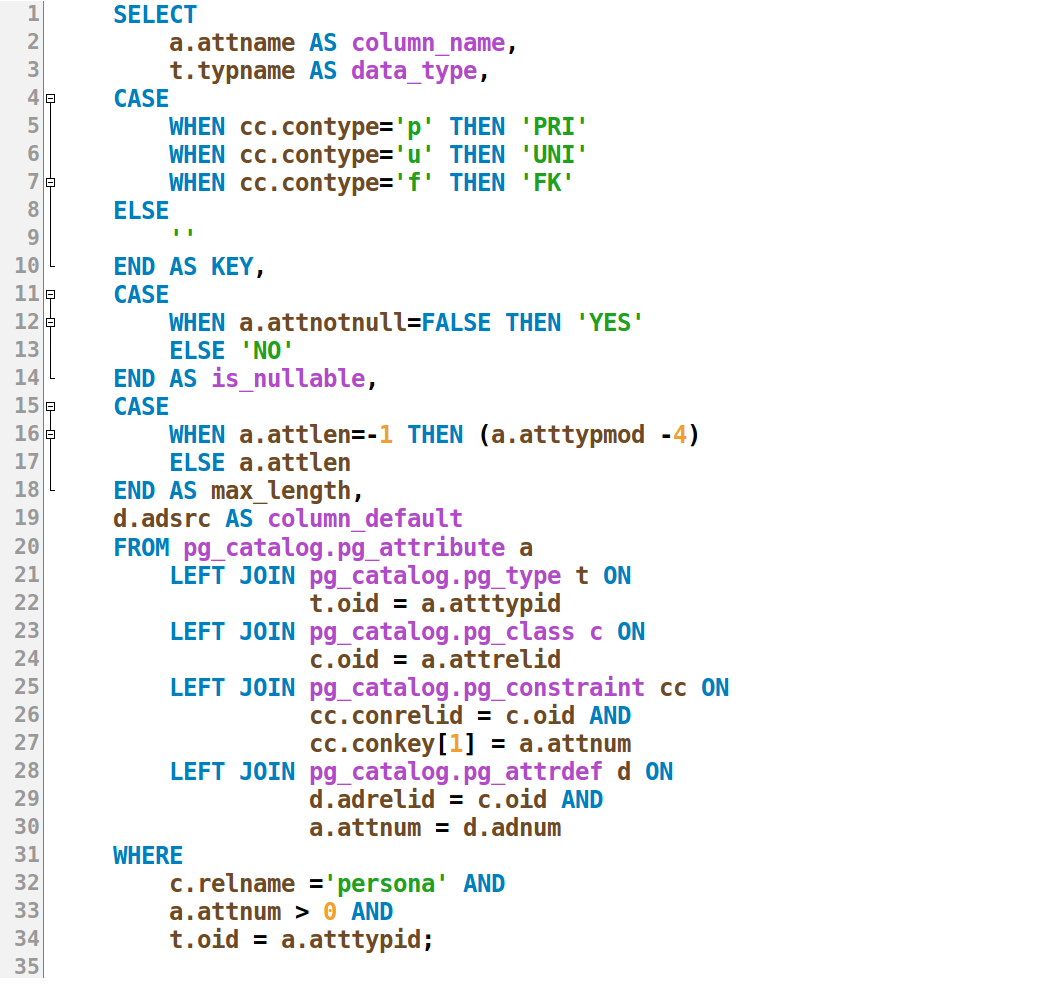 1 SELECT
2 a.attname AS column_name,
3 t.typname AS data_type,
4 CASE
5 WHEN cc.contype='p' THEN 'PRI'
6 WHEN cc.contype='u' THEN 'UNI'
7 WHEN cc.contype='f' THEN 'FK'
8 ELSE
9 ''
10 END AS KEY,
11 CASE
12 WHEN a.attnotnull=FALSE THEN 'YES'
13 ELSE 'NO'
14 END AS is_nullable,
15 CASE
16 WHEN a.attlen=-1 THEN (a.atttypmod -4)
17 ELSE a.attlen
18 END AS max_length,
19 d.adsrc AS column_default
20 FROM pg_catalog.pg_attribute a
21 LEFT JOIN pg_catalog.pg_type t ON
22 t.oid = a.atttypid
23 LEFT JOIN pg_catalog.pg_class c ON
24 c.oid = a.attrelid
25 LEFT JOIN pg_catalog.pg_constraint cc ON
26 cc.conrelid = c.oid AND
27 cc.conkey[1] = a.attnum
28 LEFT JOIN pg_catalog.pg_attrdef d ON
29 d.adrelid = c.oid AND
30 a.attnum = d.adnum
31 WHERE
32 c.relname ='persona' AND
33 a.attnum > 0 AND
34 t.oid = a.atttypid;
35